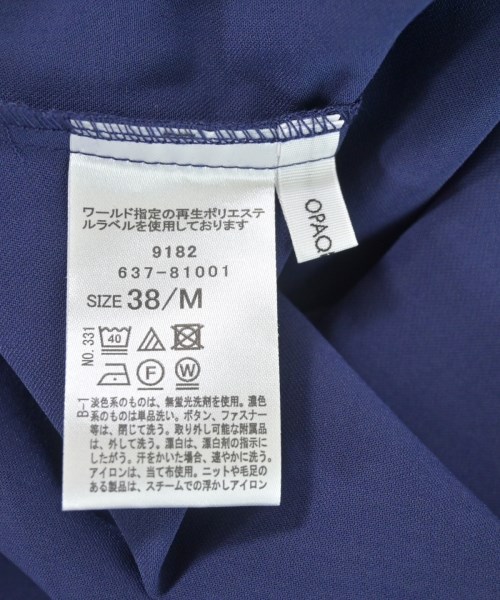 ワールド指定の再生ポリエステ
ルラベルを使用しております
9182
637-81001
SIZE 38/M
NO. 331
40
F
W
B-1
淡色系のものは、無蛍光洗剤を使用。濃色
系のものは単品洗い。ボタン、ファスナー
等は、閉じて洗う。取り外し可能な附属品
は、外して洗う。漂白は、漂白剤の指示に
したがう。汗をかいた場合、速やかに洗う。
アイロンは、当て布使用。ニットや毛足の
ある製品は、スチームでの浮かしアイロン
OPAQ